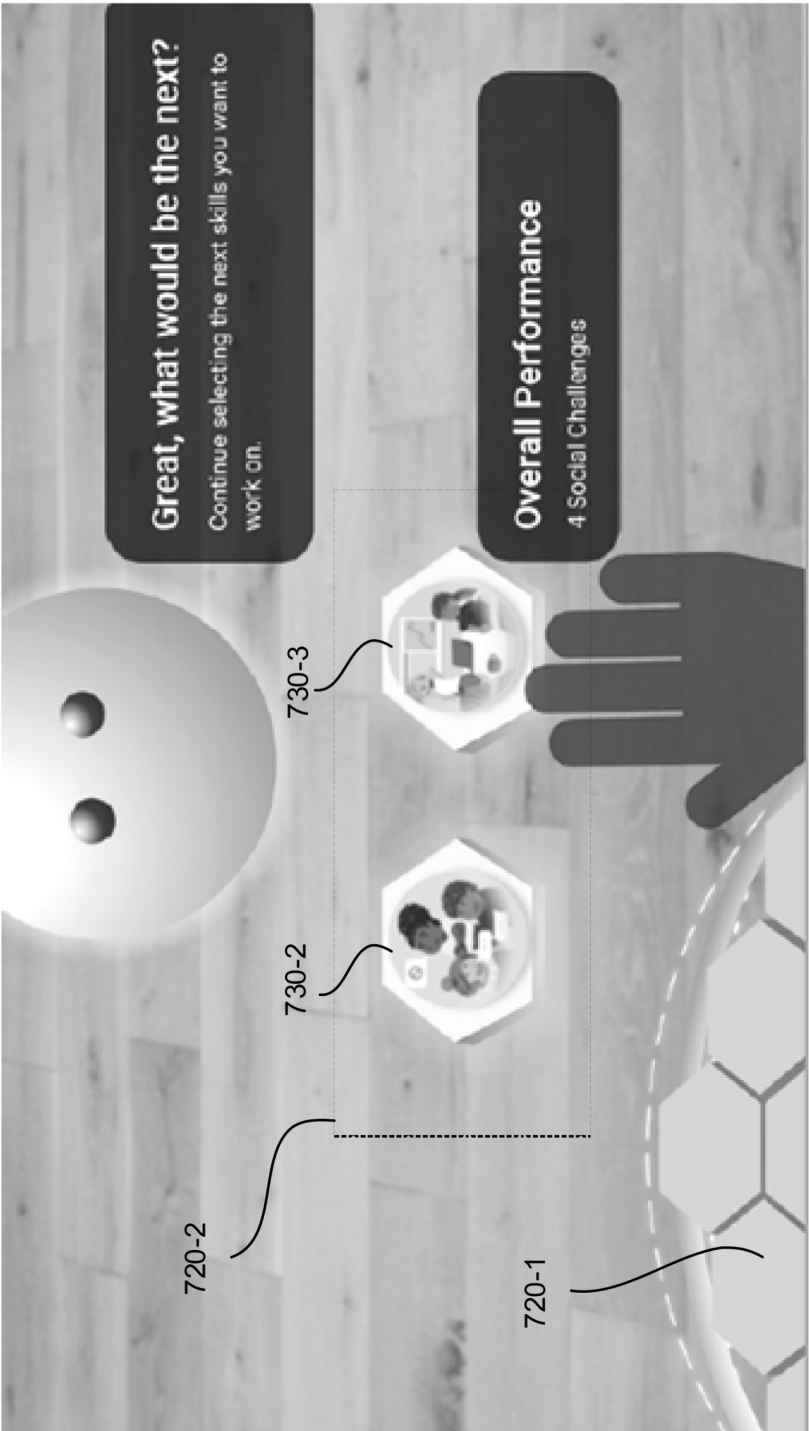 Great, what would be the next?
Continue selecting the next skills you want to
work on.
730-3
Overall Performance
4 Social Challenges
730-2
720-2
720-1